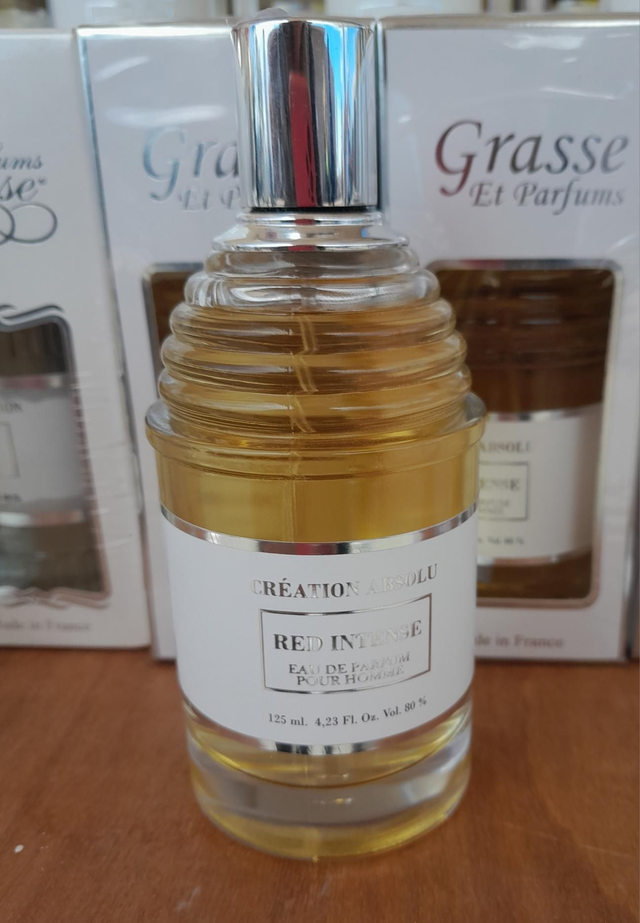 Grasse
Et Parfums
CRÉATION ABSOLU
RED INTENSE
EAU DE PARFUM
POUR HOMME
125 ml. 4,23 Fl. Oz. Vol. 80 %
Made in France